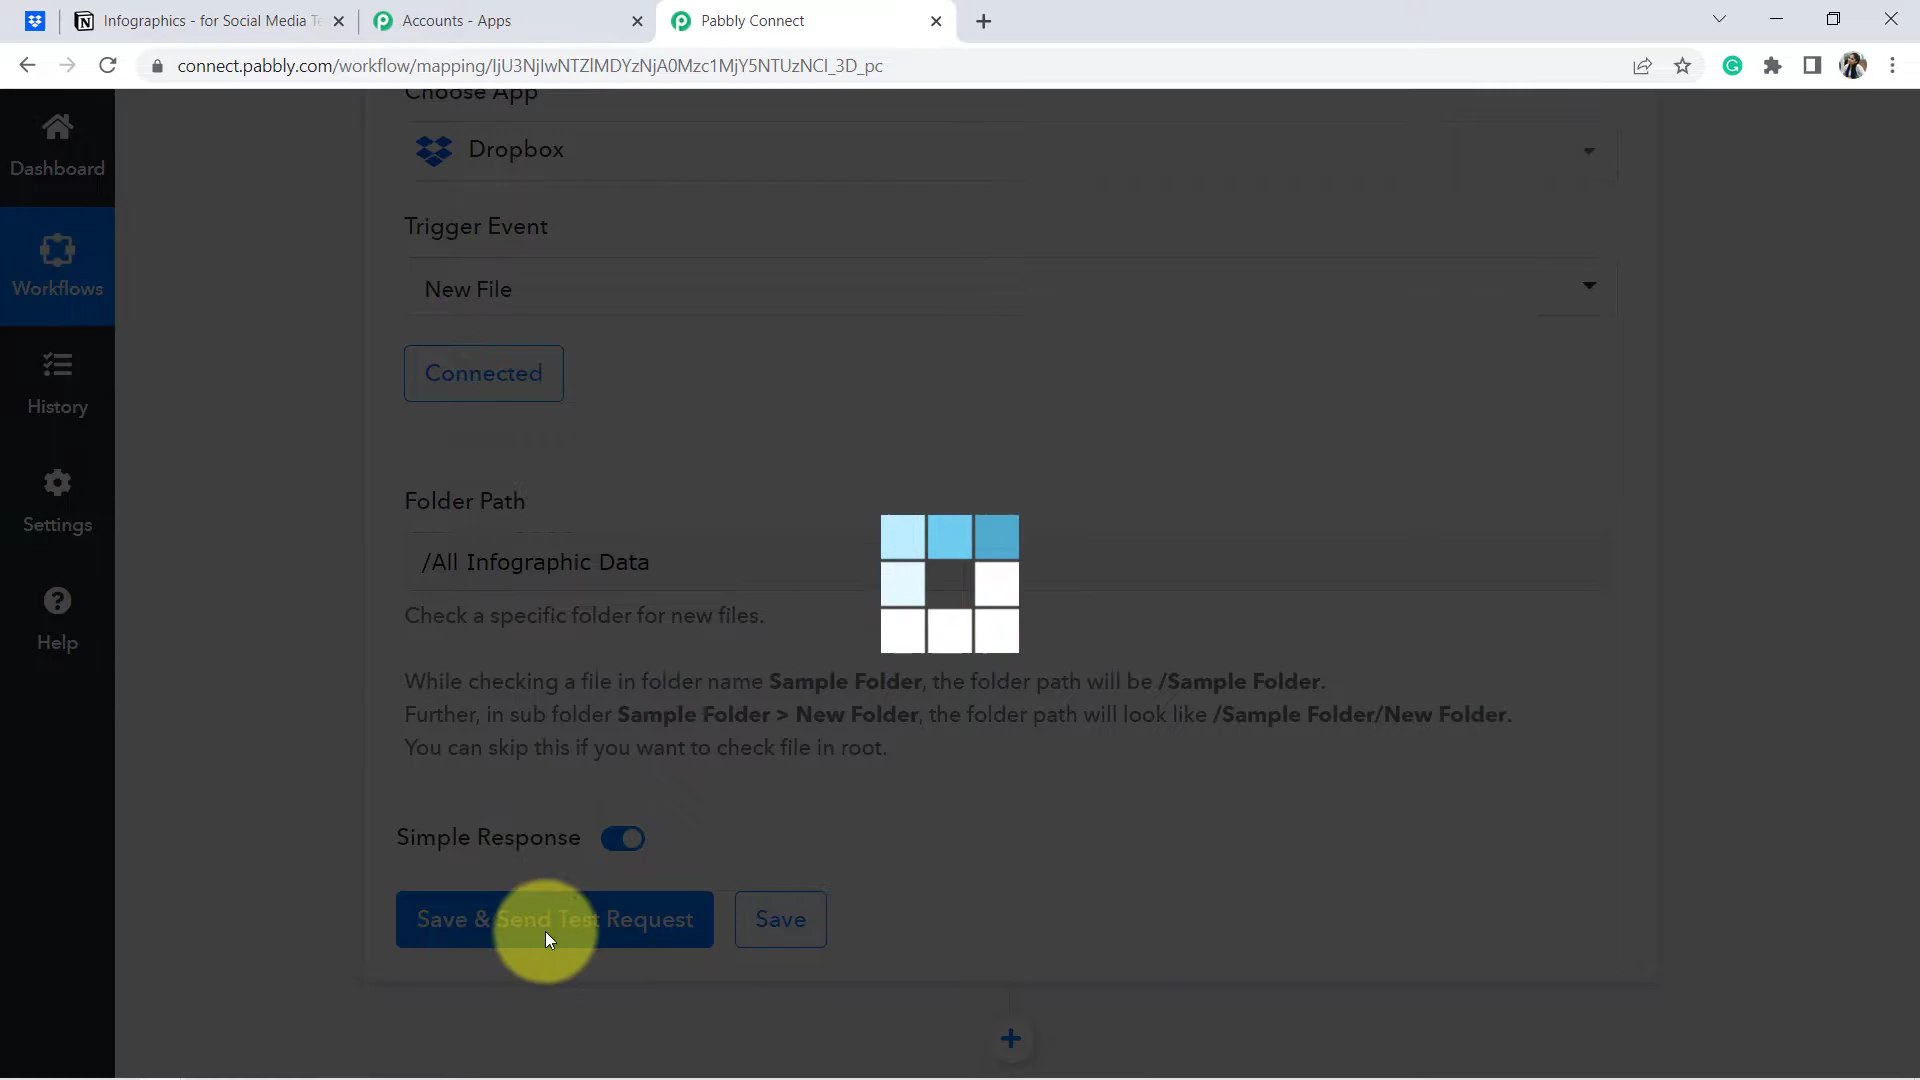 Infographics - for Social Media Te
Accounts - Apps
Pabbly Connect
connect.pabbly.com/workflow/mapping/IjU3NjIwNTZlMDYzNjA0Mzc1MjY5NTUzNCI_3D_pc
Choose App
Dashboard
Dropbox
Trigger Event
Workflows
New File
Connected
History
Folder Path
Settings
/All Infographic Data
Check a specific folder for new files.
Help
While checking a file in folder name Sample Folder, the folder path will be /Sample Folder.
Further, in sub folder Sample Folder > New Folder, the folder path will look like /Sample Folder/New Folder.
You can skip this if you want to check file in root.
Simple Response
Save & Send Test Request
Save